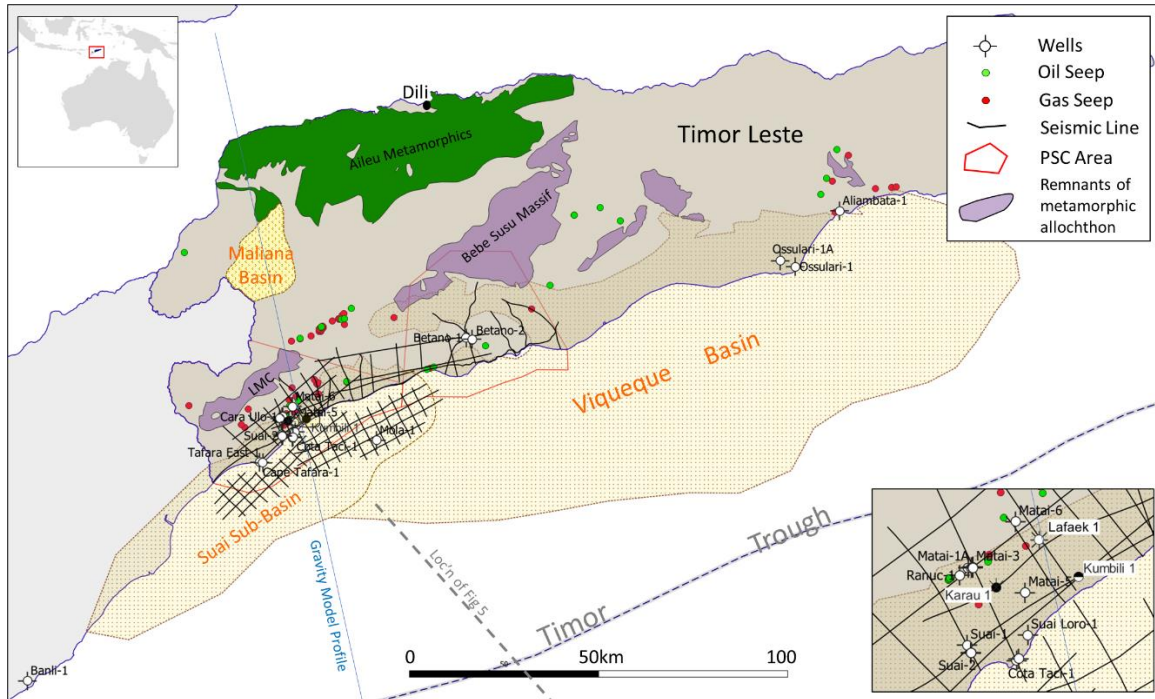 Dili
Aileu Metamorphics
Timor Leste
Bebe Susu Massif
Maliana
Basin
Aliambata-1
Ossulari-1A
Ossulari-1
Betano-1
Betano-2
Viqueque Basin
LMC
Matai-6
Cara Ulo-1
Matai-5
Kumbili 1
Suai-2
Cota Taci-1
Mola-1
Tafara East-1
Cape Tafara-1
Suai Sub-Basin
Gravity Model Profile
Loc'n of Fig 5
Timor Trough
Banli-1
0 50km 100
Wells
Oil Seep
Gas Seep
Seismic Line
PSC Area
Remnants of
metamorphic
allochthon
Matai-6
Lafaek 1
Matai-1A
Matai-3
Ranuc-1
Kumbili 1
Matai-5
Karau 1
Suai Loro-1
Suai-1
Suai-2
Cota Taci-1